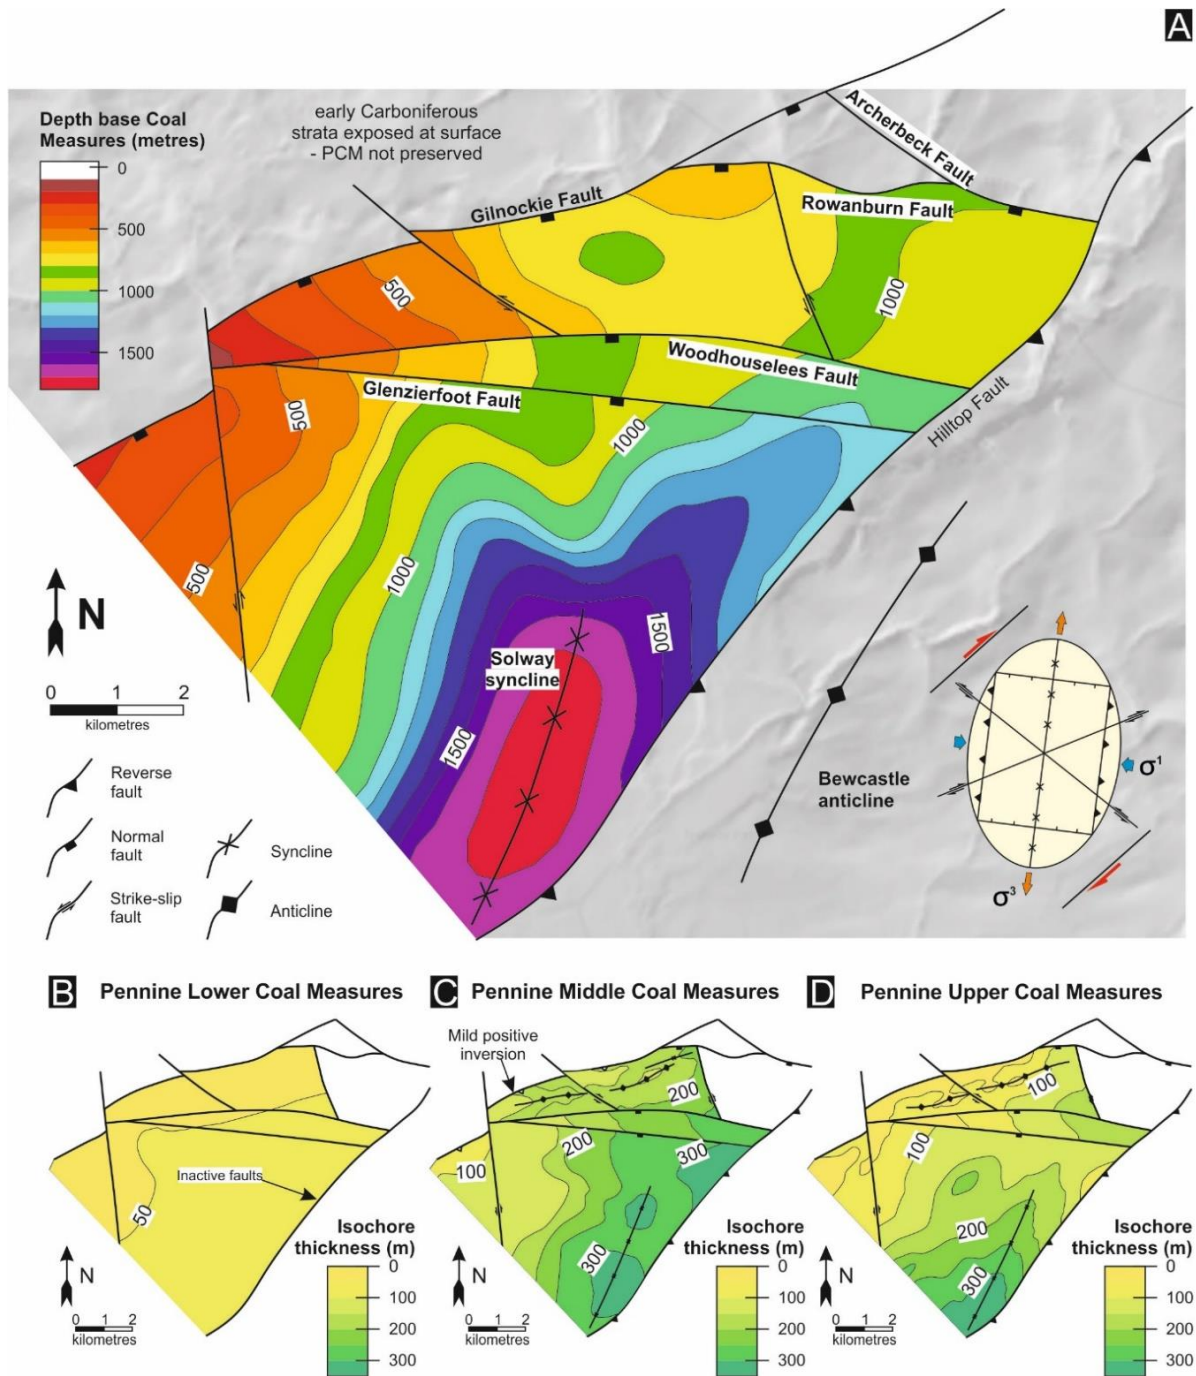 A
early Carboniferous
strata exposed at surface
- PCM not preserved
Depth base Coal
Measures (metres)
0
500
1000
1500
Archerbeck Fault
Gilnockie Fault
Rowanburn Fault
500
1000
Woodhouselees Fault
Glenzierfoot Fault
500
1000
Hilltop Fault
500
1000
1500
1500
Solway
syncline
Bewcastle
anticline
σ¹
σ³
N
0 1 2
kilometres
Reverse
fault
Normal
fault
Strike-slip
fault
Syncline
Anticline
B Pennine Lower Coal Measures
50
Inactive faults
N
0 1 2
kilometres
Isochore
thickness (m)
0
100
200
300
C Pennine Middle Coal Measures
Mild positive
inversion
200
200
100
300
300
N
0 1 2
kilometres
Isochore
thickness (m)
0
100
200
300
D Pennine Upper Coal Measures
100
100
200
300
N
0 1 2
kilometres
Isochore
thickness (m)
0
100
200
300